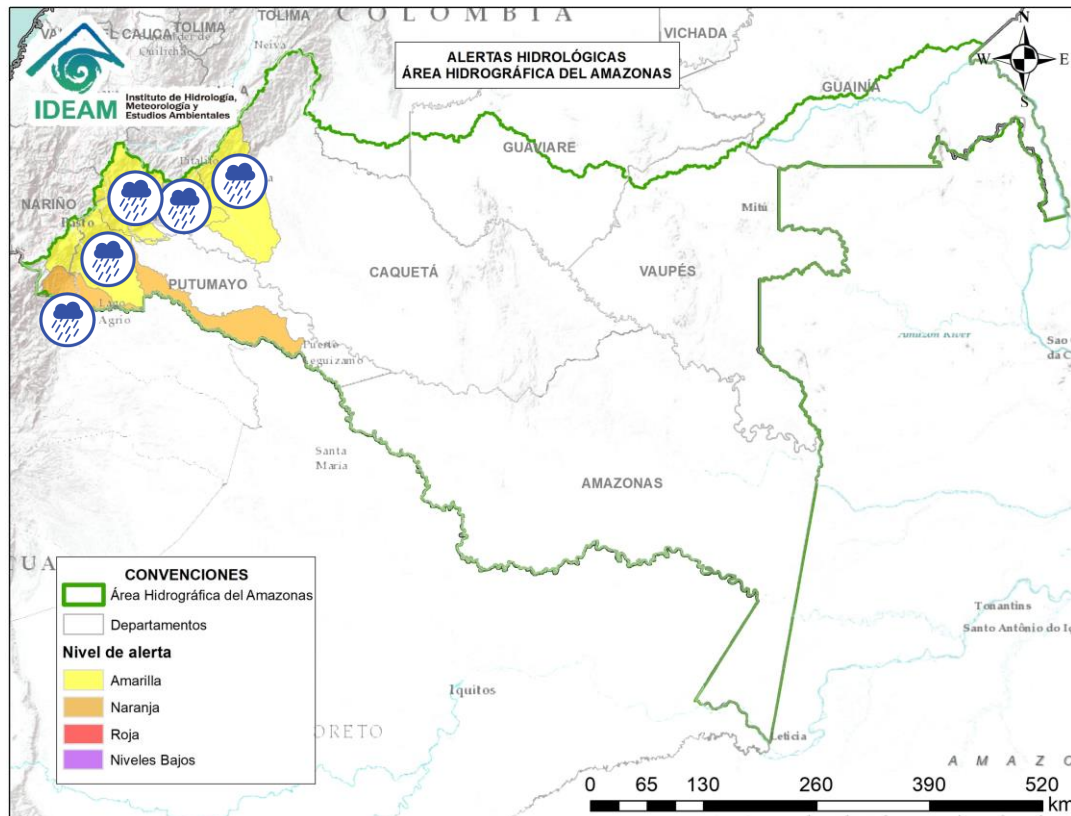 COLOMBIA
TOLIMA
TOLIMA
CAUCA
Neiva
VICHADA
N
W
E
S
ALERTAS HIDROLÓGICAS
ÁREA HIDROGRÁFICA DEL AMAZONAS
IDEAM
Instituto de Hidrología,
Meteorología y
Estudios Ambientales
GUAINÍA
GUAVIARE
NARIÑO
Pasto
Mitú
CAQUETÁ
VAUPÉS
PUTUMAYO
Lago
Agrio
Puerto
Leguizamo
Amazon River
Santa
Maria
AMAZONAS
CONVENCIONES
Área Hidrográfica del Amazonas
Departamentos
Nivel de alerta
Amarilla
Naranja
Roja
Niveles Bajos
Tonantins
Santo Antônio do
Iquitos
Leticia
0 65 130 260 390 520
km